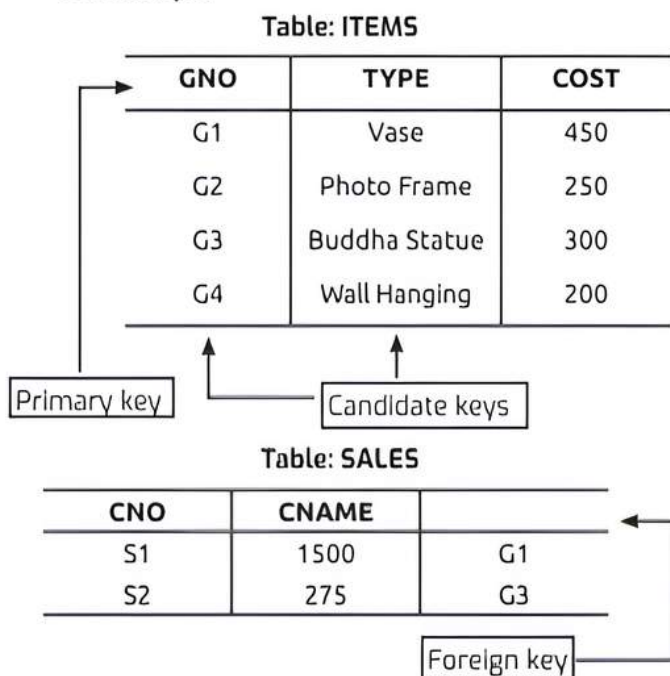 Table: ITEMS
GNO TYPE COST
G1 Vase 450
G2 Photo Frame 250
G3 Buddha Statue 300
G4 Wall Hanging 200
Primary key
Candidate keys
Table: SALES
CNO CNAME
S1 1500 G1
S2 275 G3
Foreign key